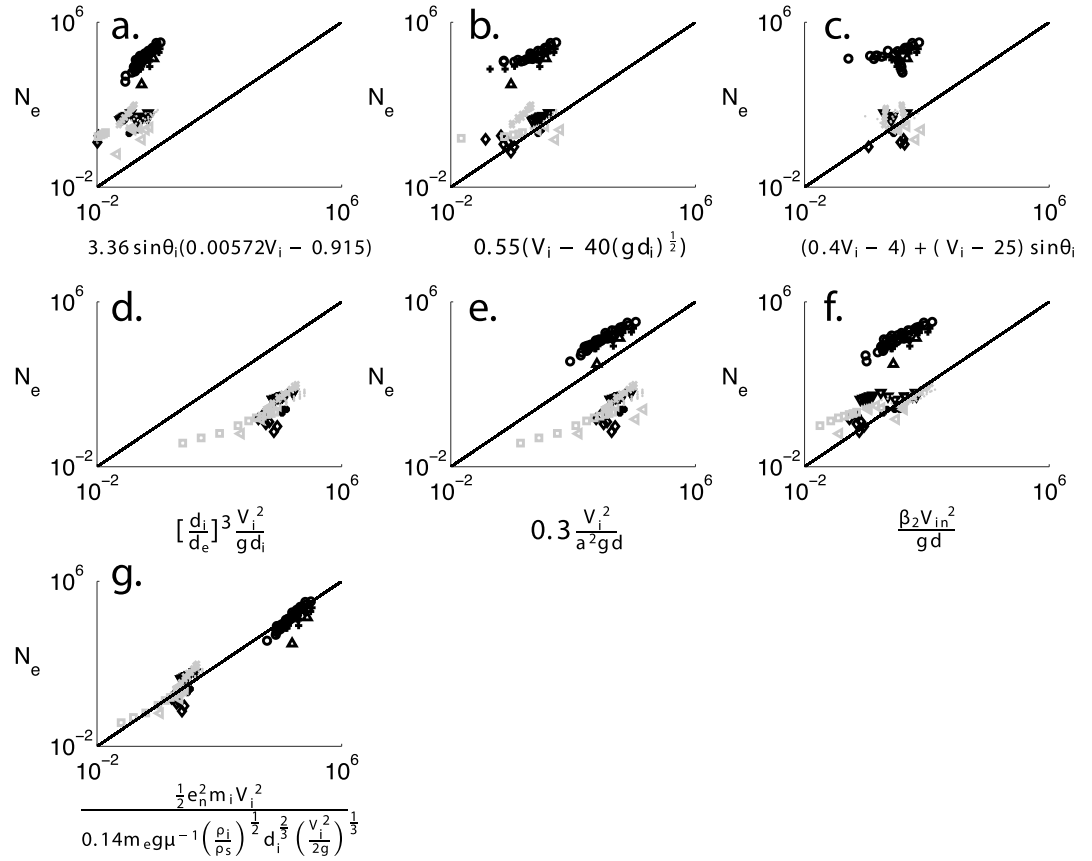 10^6 a. 10^6 b. 10^6 c.
N_e N_e N_e
10^-2 10^-2 10^-2
10^-2 10^6 10^-2 10^6 10^-2 10^6
3.36 sinθ_i(0.00572V_i − 0.915) 0.55(V_i − 40(gd_i)^{1/2}) (0.4V_i − 4) + (V_i − 25) sinθ_i
10^6 d. 10^6 e. 10^6 f.
N_e N_e N_e
10^-2 10^-2 10^-2
10^-2 10^6 10^-2 10^6 10^-2 10^6
[d_i/d_e]^3 V_i^2/gd_i 0.3 V_i^2/a^2gd β_2V_in^2/gd
10^6 g.
N_e
10^-2
10^-2 10^6
½e_n^2m_iV_i^2
0.14m_egμ^{-1}(ρ_i/ρ_s)^{1/2}d_i^{2/3}(V_i^2/2g)^{1/3}